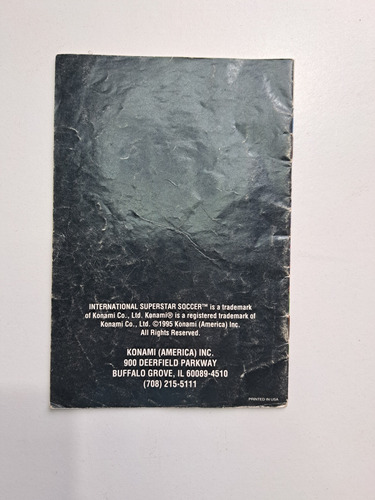 INTERNATIONAL SUPERSTAR SOCCER™ is a trademark
of Konami Co., Ltd. Konami® is a registered trademark of
Konami Co., Ltd. ©1995 Konami (America) Inc.
All Rights Reserved.
KONAMI (AMERICA) INC.
900 DEERFIELD PARKWAY
BUFFALO GROVE, IL 60089-4510
(708) 215-5111
PRINTED IN USA